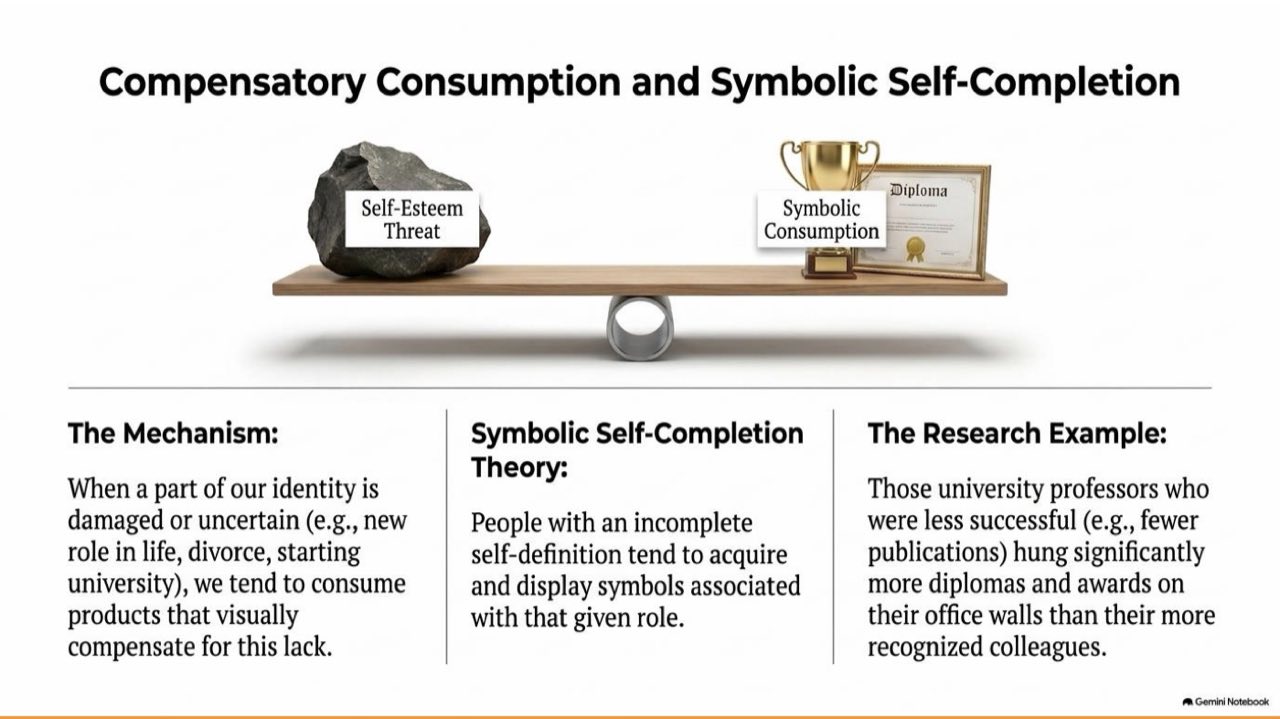 Compensatory Consumption and Symbolic Self-Completion
Self-Esteem
Threat
Symbolic
Consumption
Diploma
The Mechanism:
When a part of our identity is
damaged or uncertain (e.g., new
role in life, divorce, starting
university), we tend to consume
products that visually
compensate for this lack.
Symbolic Self-Completion
Theory:
People with an incomplete
self-definition tend to acquire
and display symbols associated
with that given role.
The Research Example:
Those university professors who
were less successful (e.g., fewer
publications) hung significantly
more diplomas and awards on
their office walls than their more
recognized colleagues.
Gemini Notebook